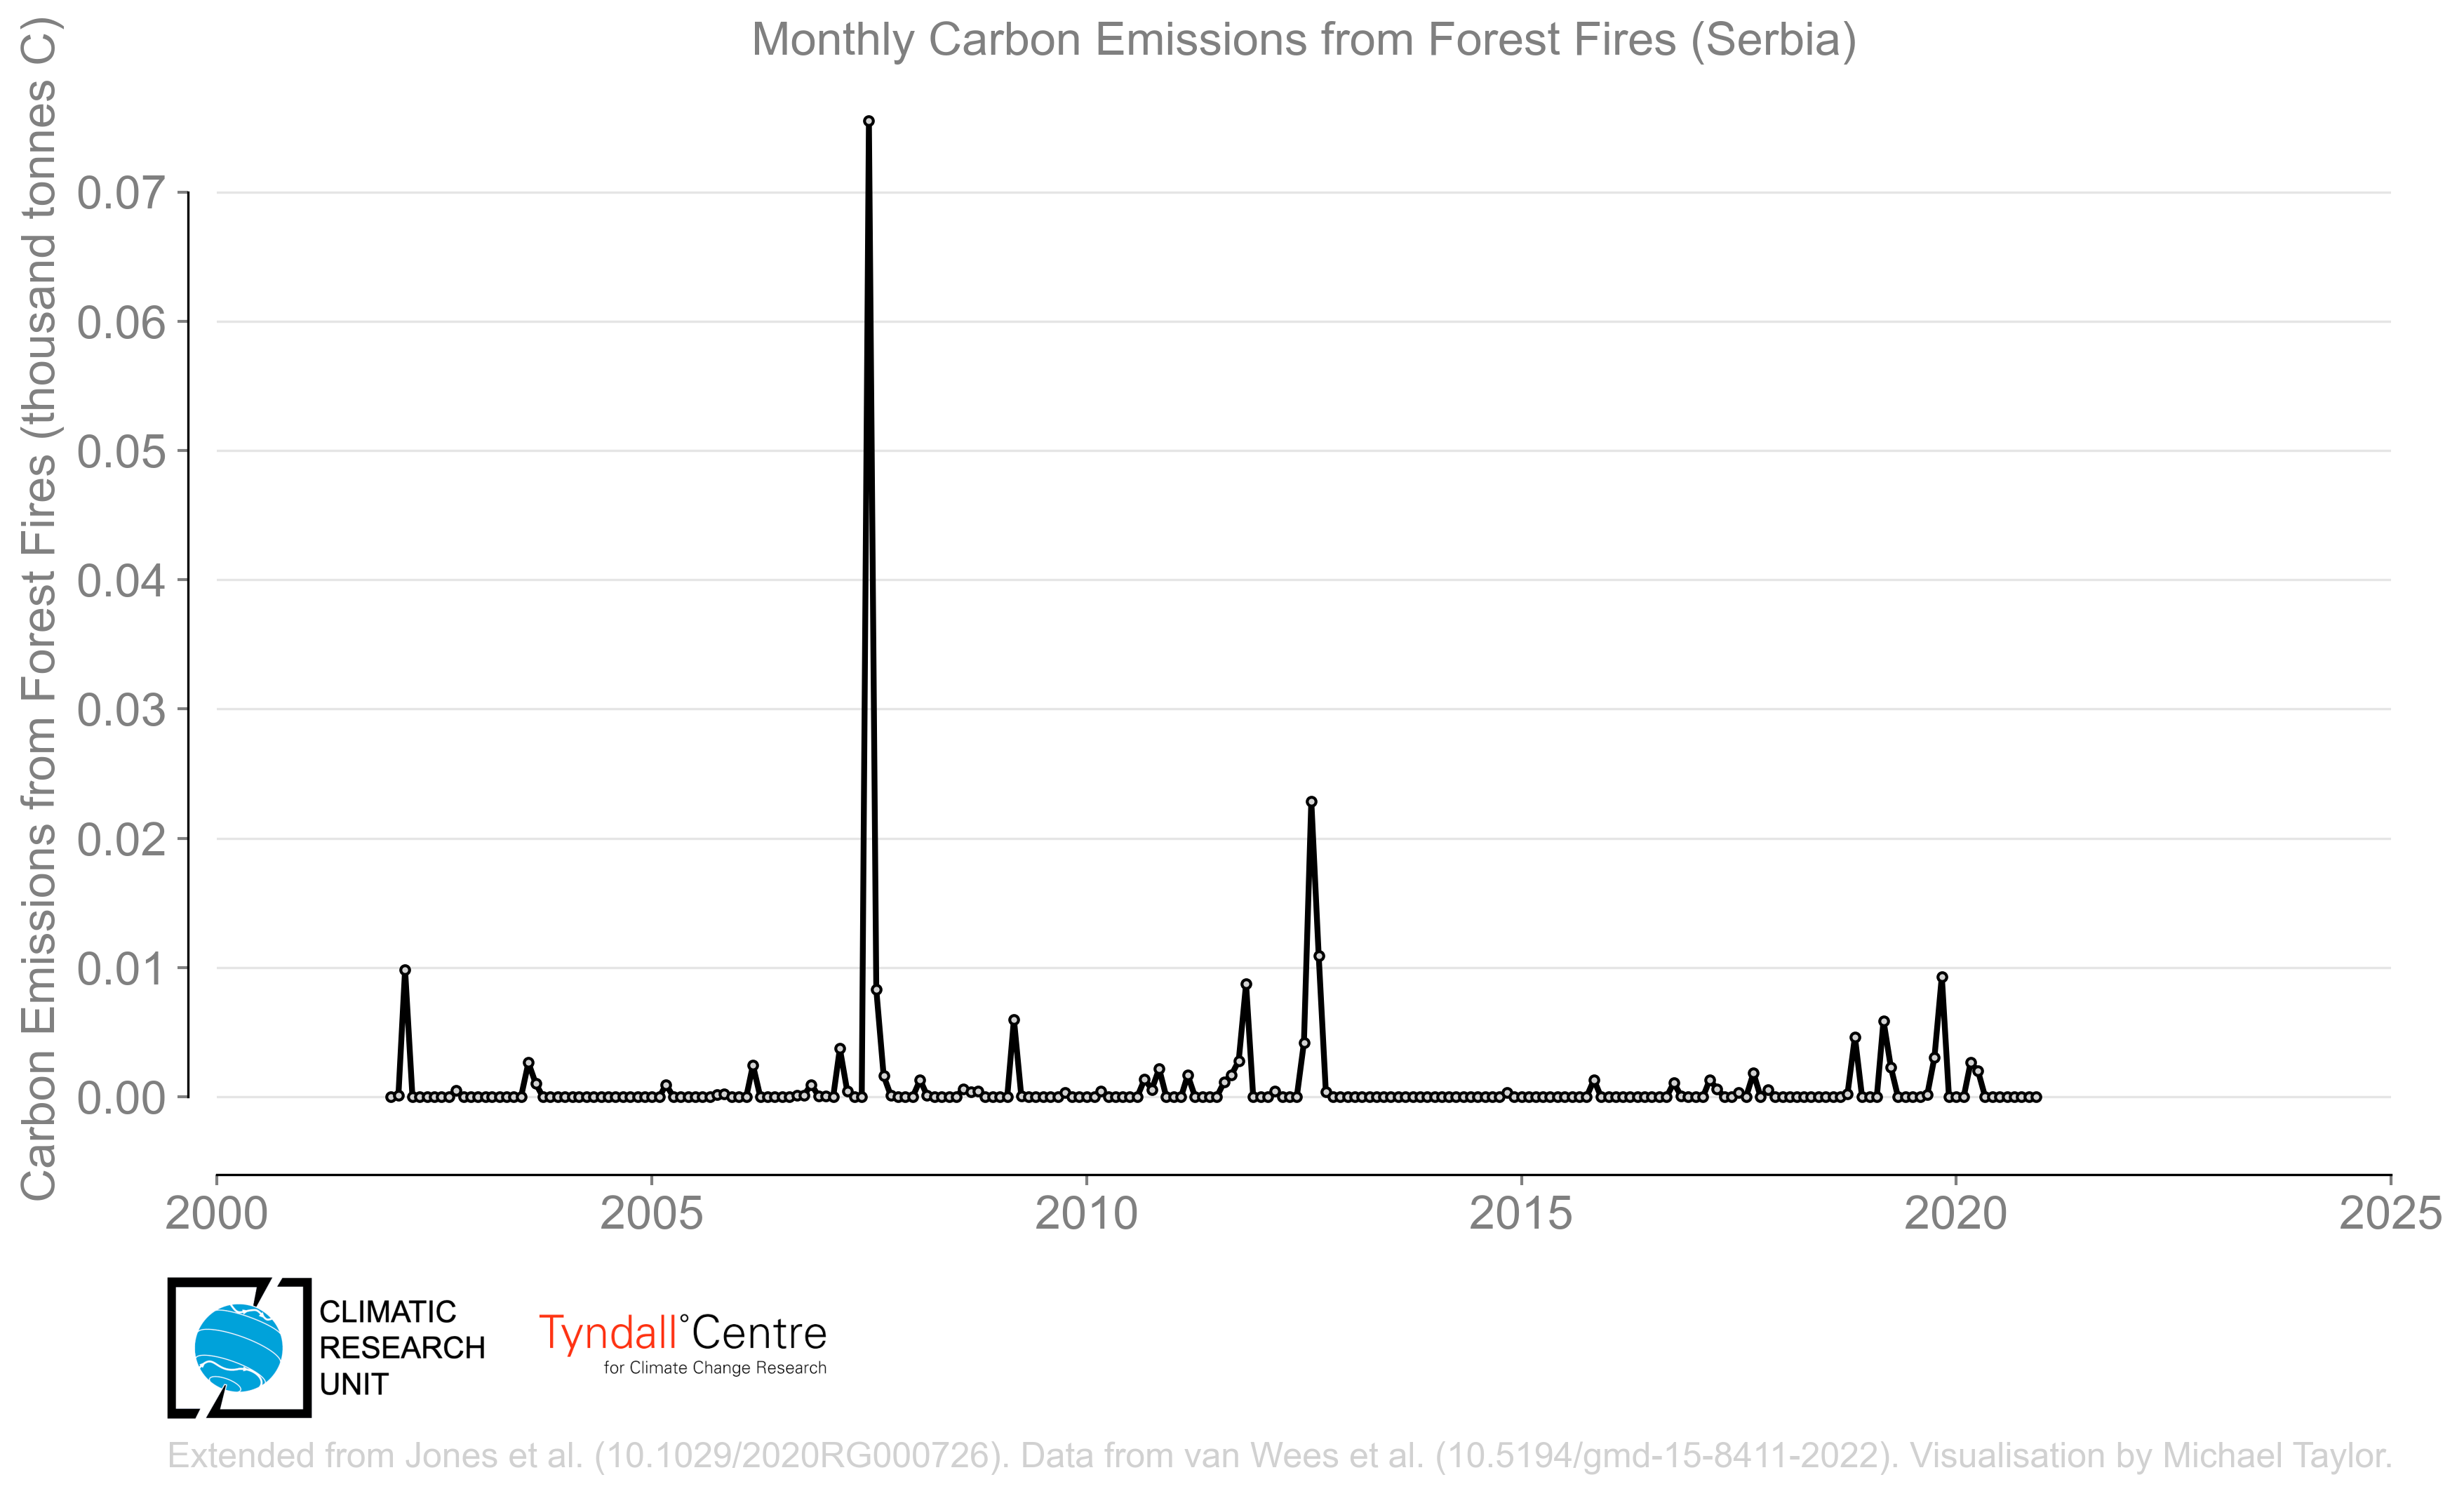 Monthly Carbon Emissions from Forest Fires (Serbia)
Carbon Emissions from Forest Fires (thousand tonnes C)
0.07
0.06
0.05
0.04
0.03
0.02
0.01
0.00
2000 2005 2010 2015 2020 2025
CLIMATIC
RESEARCH
UNIT
Tyndall°Centre
for Climate Change Research
Extended from Jones et al. (10.1029/2020RG000726). Data from van Wees et al. (10.5194/gmd-15-8411-2022). Visualisation by Michael Taylor.